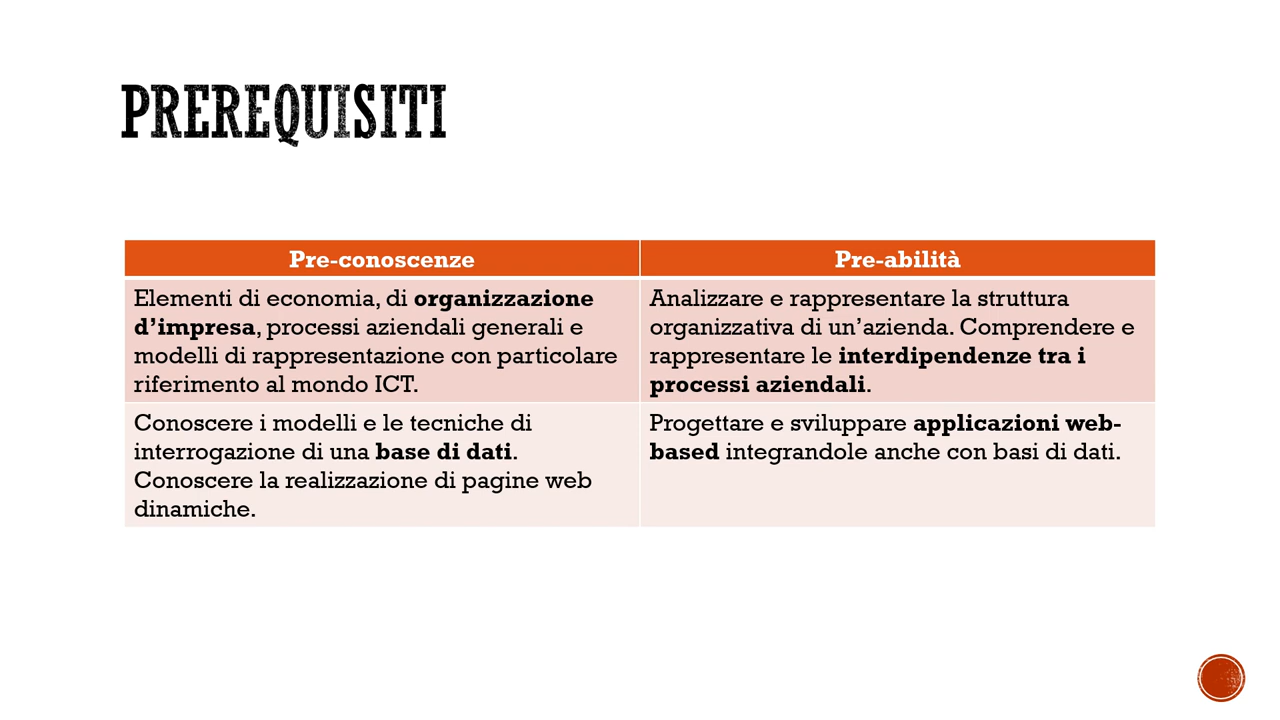 PREREQUISITI
Pre-conoscenze
Pre-abilità
Elementi di economia, di organizzazione
d’impresa, processi aziendali generali e
modelli di rappresentazione con particolare
riferimento al mondo ICT.
Analizzare e rappresentare la struttura
organizzativa di un’azienda. Comprendere e
rappresentare le interdipendenze tra i
processi aziendali.
Conoscere i modelli e le tecniche di
interrogazione di una base di dati.
Conoscere la realizzazione di pagine web
dinamiche.
Progettare e sviluppare applicazioni web-
based integrandole anche con basi di dati.